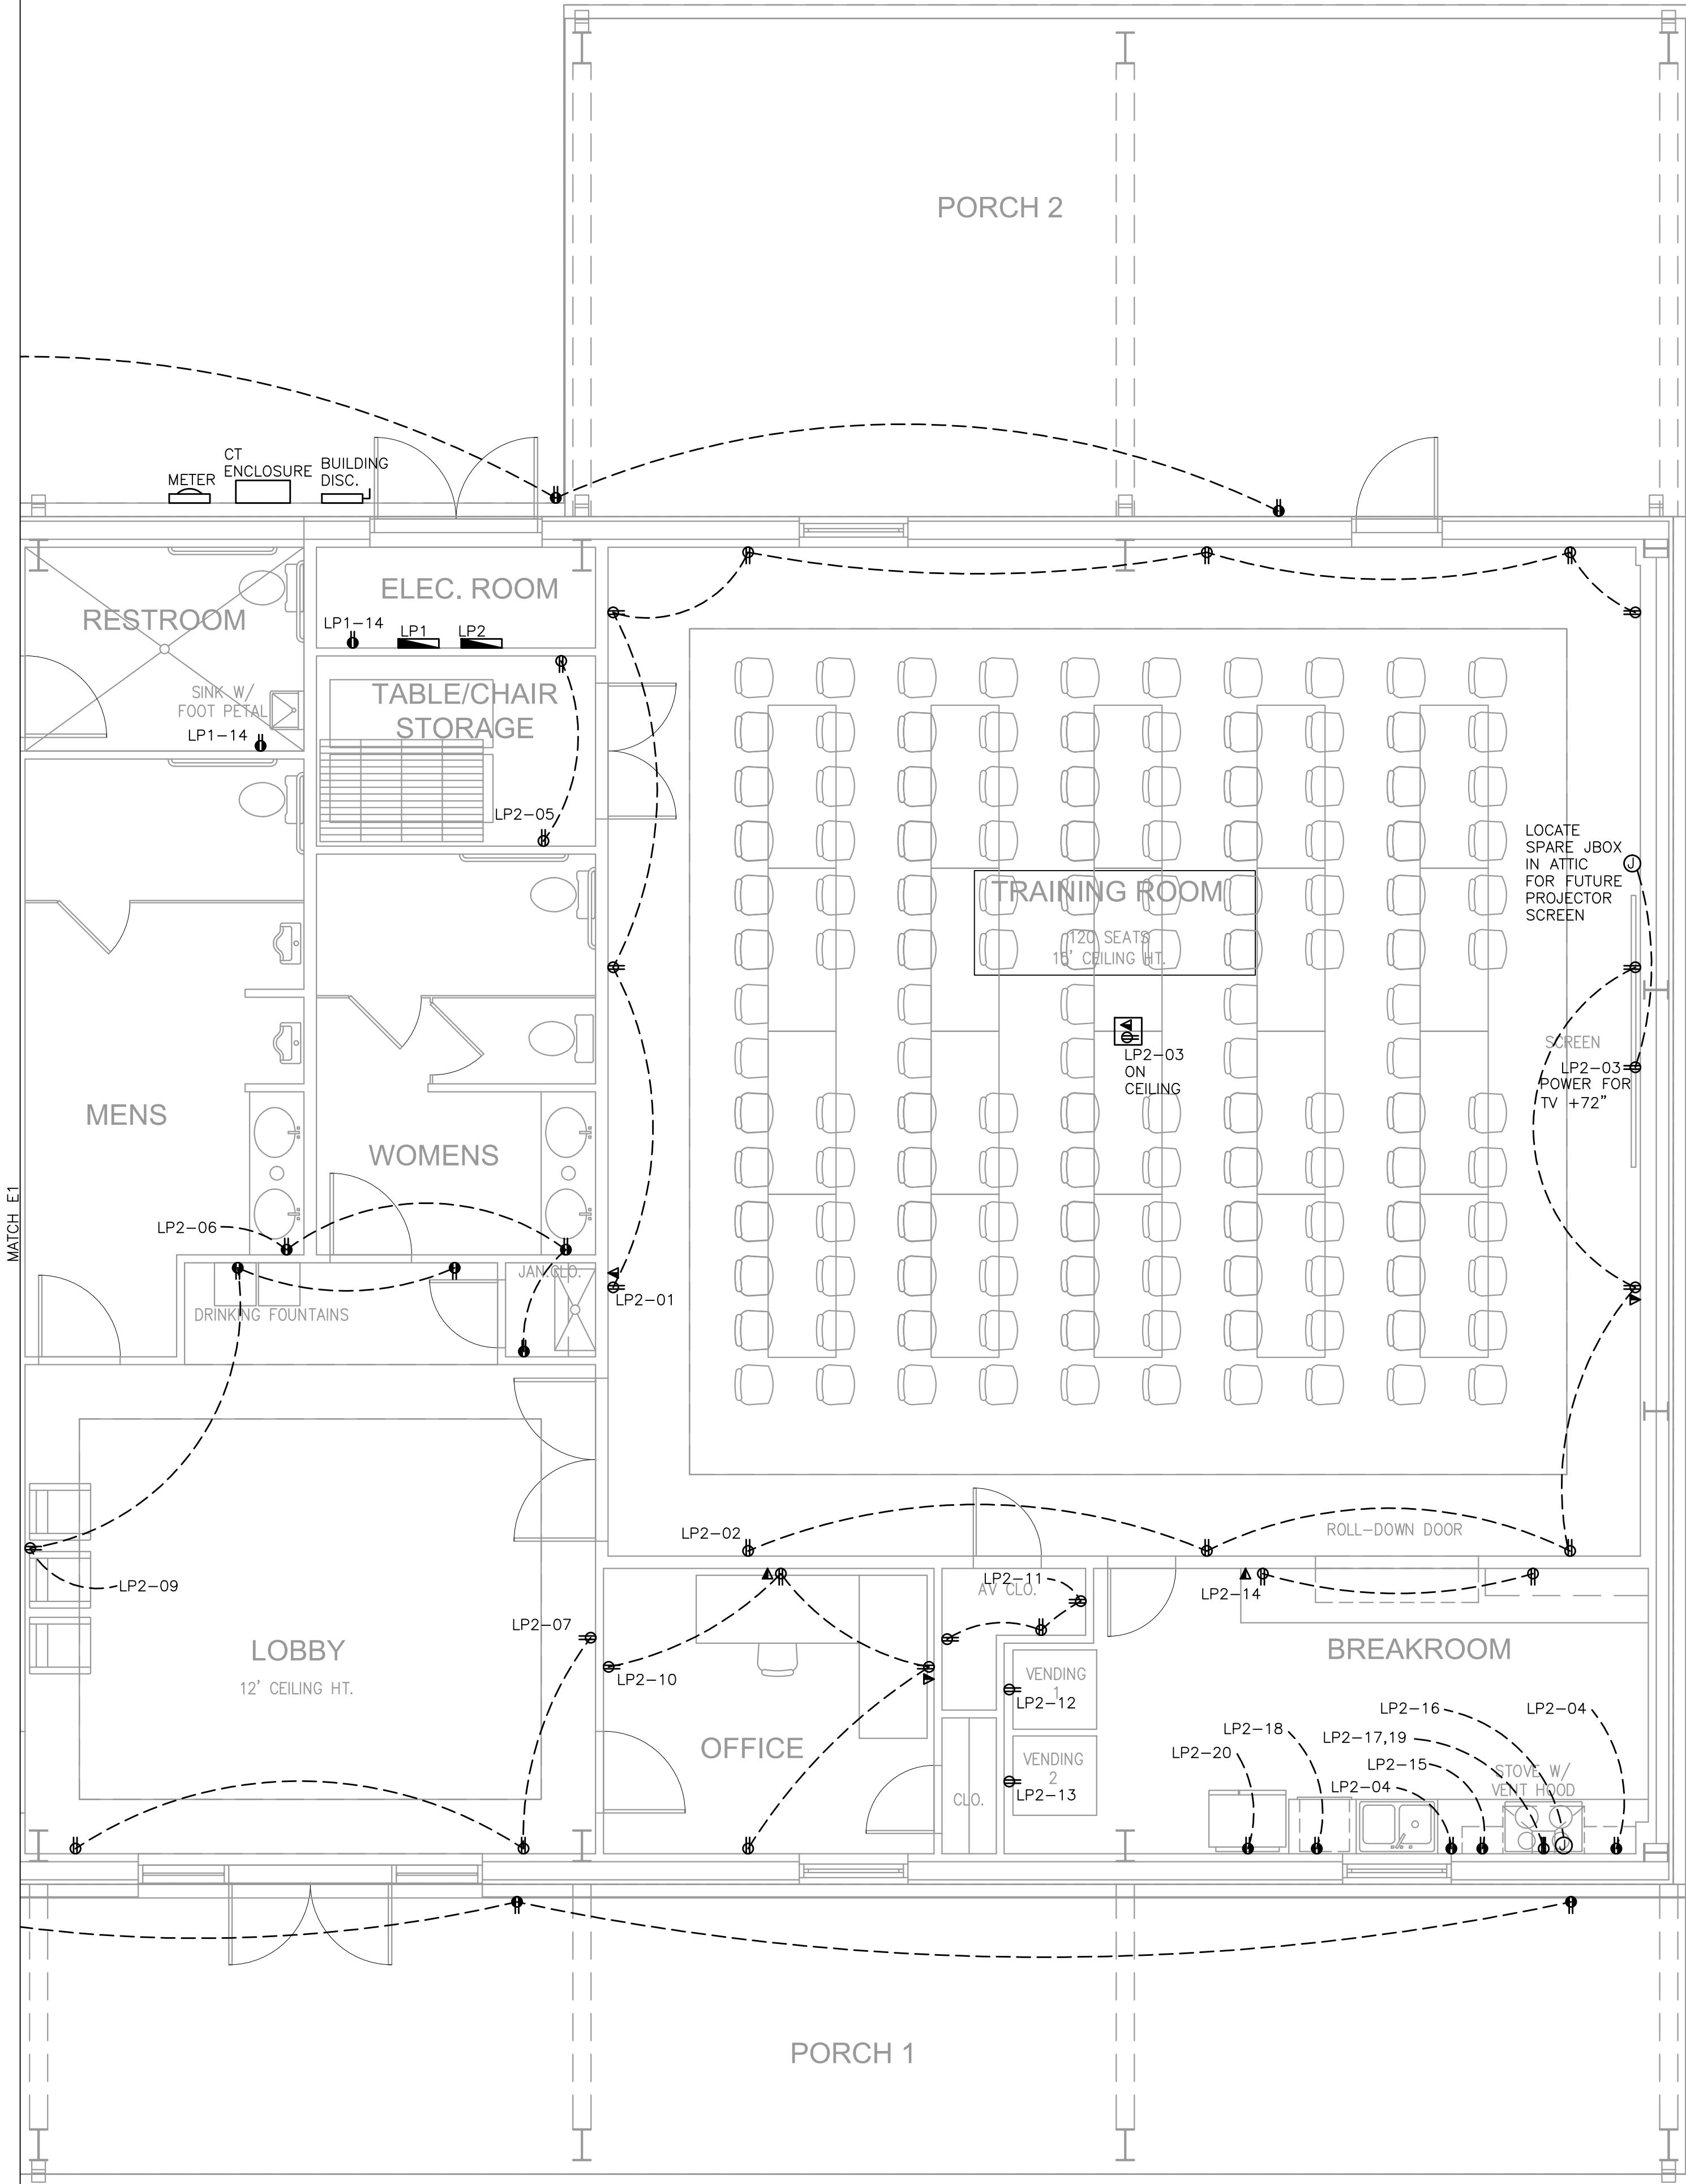 PORCH 2
METER
CT
ENCLOSURE
BUILDING
DISC.
RESTROOM
ELEC. ROOM
LP1-14
LP1
LP2
SINK W/
FOOT PETAL
LP1-14
TABLE/CHAIR
STORAGE
LP2-05
LOCATE
SPARE JBOX
IN ATTIC
FOR FUTURE
PROJECTOR
SCREEN
J
TRAINING ROOM
120 SEATS
15' CEILING HT.
LP2-03
ON
CEILING
SCREEN
LP2-03
POWER FOR
TV +72"
MENS
WOMENS
MATCH E1
LP2-06
JAN.CLO.
DRINKING FOUNTAINS
LP2-01
LP2-02
ROLL-DOWN DOOR
LP2-09
LP2-11
AV CLO.
LP2-14
LP2-07
LOBBY
12' CEILING HT.
LP2-10
BREAKROOM
VENDING
1
LP2-12
OFFICE
VENDING
2
LP2-13
CLO.
LP2-16
LP2-04
LP2-18
LP2-17,19
LP2-20
LP2-15
LP2-04
STOVE W/
VENT HOOD
J
PORCH 1